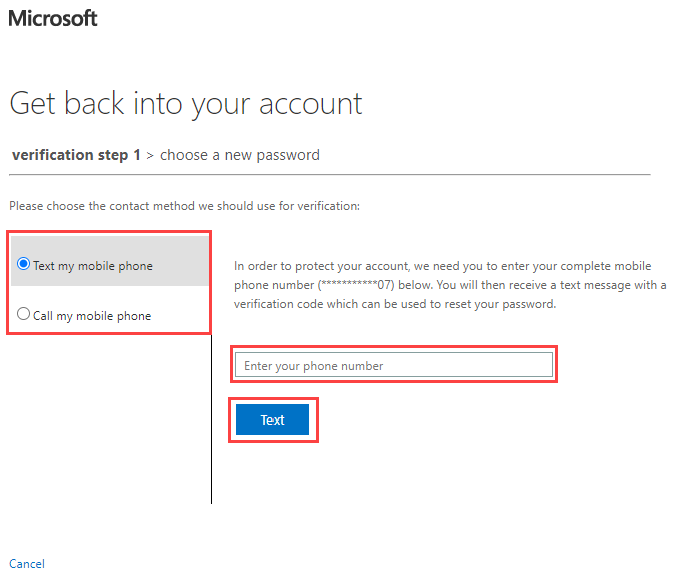 Microsoft
Get back into your account
verification step 1 > choose a new password
Please choose the contact method we should use for verification:
Text my mobile phone
Call my mobile phone
In order to protect your account, we need you to enter your complete mobile
phone number (***********07) below. You will then receive a text message with a
verification code which can be used to reset your password.
Enter your phone number
Text
Cancel